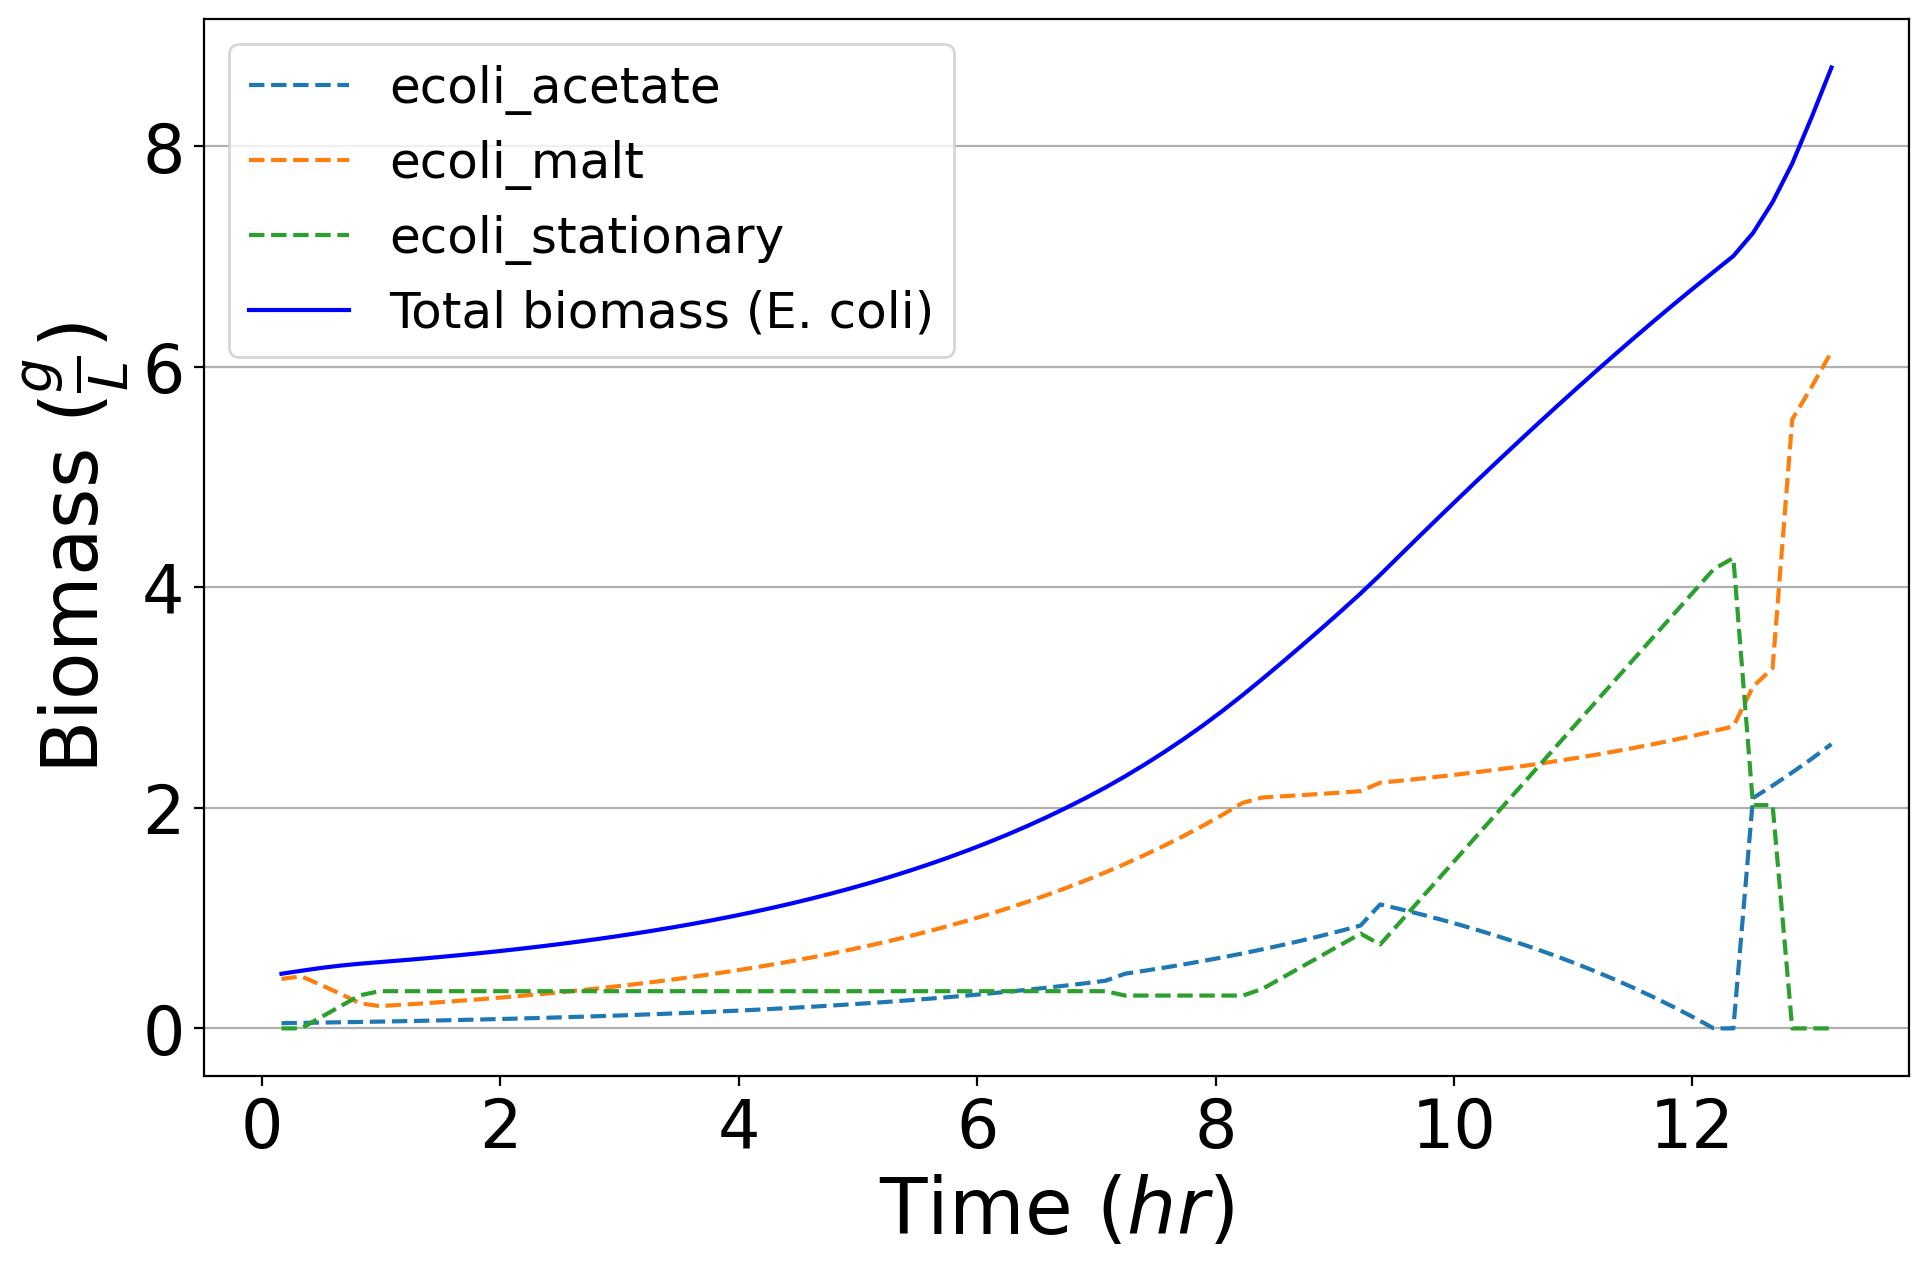 ecoli_acetate
ecoli_malt
ecoli_stationary
Total biomass (E. coli)
Biomass (g/L)
8
6
4
2
0
0 2 4 6 8 10 12
Time (hr)